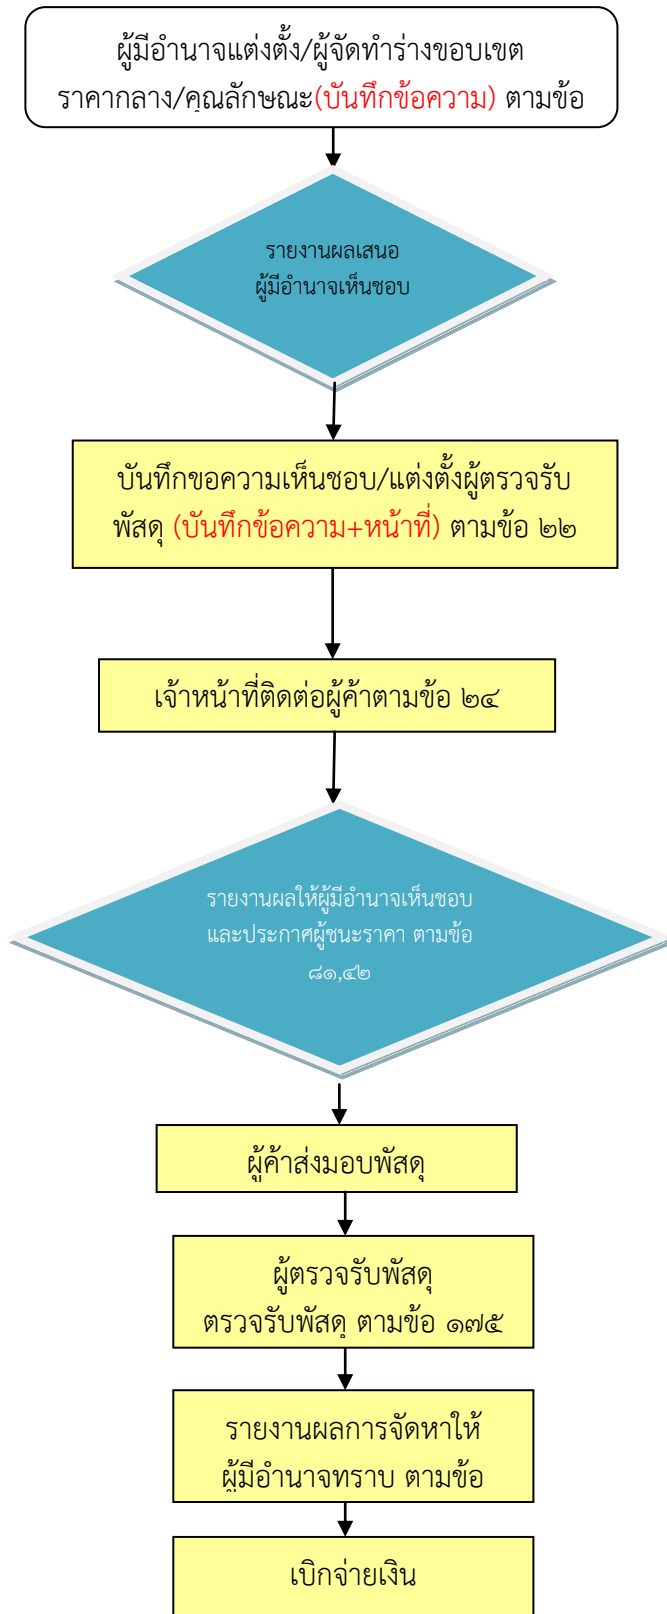 ผู้มีอำนาจแต่งตั้ง/ผู้จัดทำร่างขอบเขต
ราคากลาง/คุณลักษณะ(บันทึกข้อความ) ตามข้อ
รายงานผลเสนอ
ผู้มีอำนาจเห็นชอบ
บันทึกขอความเห็นชอบ/แต่งตั้งผู้ตรวจรับ
พัสดุ (บันทึกข้อความ+หน้าที่) ตามข้อ ๒๒
เจ้าหน้าที่ติดต่อผู้ค้าตามข้อ ๒๔
รายงานผลให้ผู้มีอำนาจเห็นชอบ
และประกาศผู้ชนะราคา ตามข้อ
๘๑,๔๒
ผู้ค้าส่งมอบพัสดุ
ผู้ตรวจรับพัสดุ
ตรวจรับพัสดุ ตามข้อ ๑๗๕
รายงานผลการจัดหาให้
ผู้มีอำนาจทราบ ตามข้อ
เบิกจ่ายเงิน